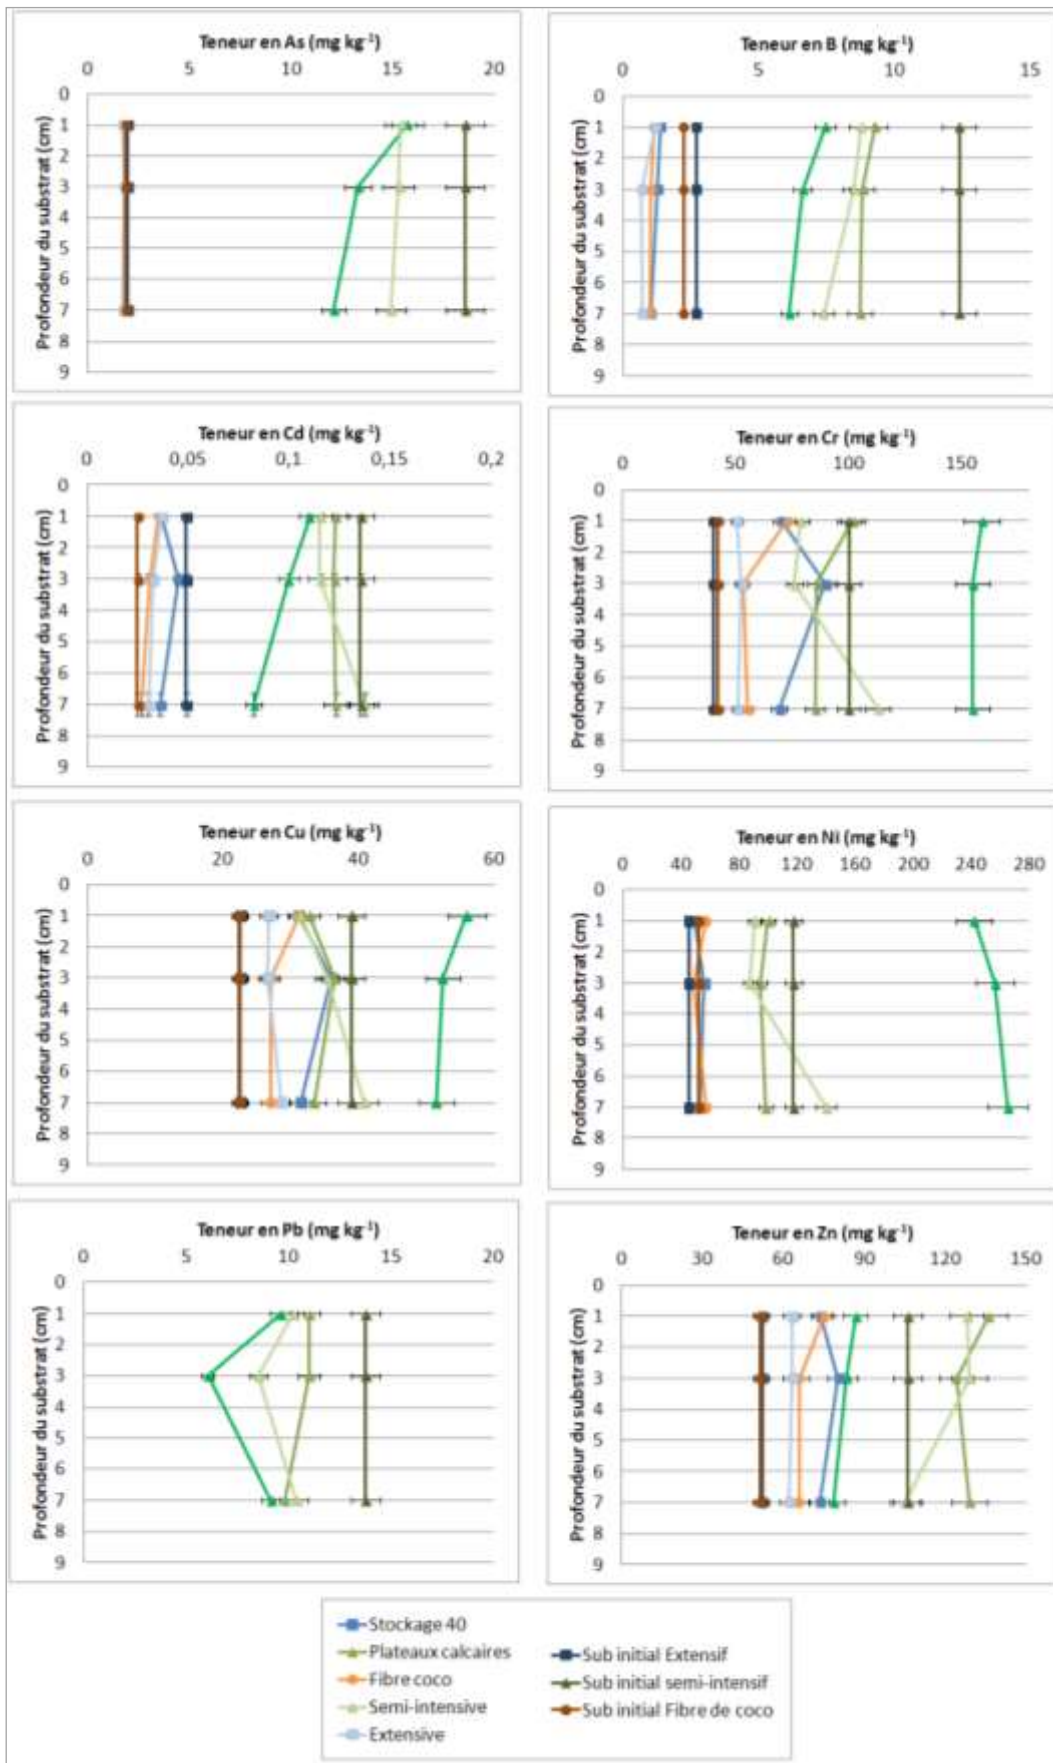 Teneur en As (mg kg⁻¹)
0 5 10 15 20
Profondeur du substrat (cm)
0
1
2
3
4
5
6
7
8
9
Teneur en B (mg kg⁻¹)
0 5 10 15
Profondeur du substrat (cm)
0
1
2
3
4
5
6
7
8
9
Teneur en Cd (mg kg⁻¹)
0 0,05 0,1 0,15 0,2
Profondeur du substrat (cm)
0
1
2
3
4
5
6
7
8
9
Teneur en Cr (mg kg⁻¹)
0 50 100 150
Profondeur du substrat (cm)
0
1
2
3
4
5
6
7
8
9
Teneur en Cu (mg kg⁻¹)
0 20 40 60
Profondeur du substrat (cm)
0
1
2
3
4
5
6
7
8
9
Teneur en Ni (mg kg⁻¹)
0 40 80 120 160 200 240 280
Profondeur du substrat (cm)
0
1
2
3
4
5
6
7
8
9
Teneur en Pb (mg kg⁻¹)
0 5 10 15 20
Profondeur du substrat (cm)
0
1
2
3
4
5
6
7
8
9
Teneur en Zn (mg kg⁻¹)
0 30 60 90 120 150
Profondeur du substrat (cm)
0
1
2
3
4
5
6
7
8
9
Stockage 40
Plateaux calcaires
Fibre coco
Semi-intensive
Extensive
Sub initial Extensif
Sub initial semi-intensif
Sub initial Fibre de coco